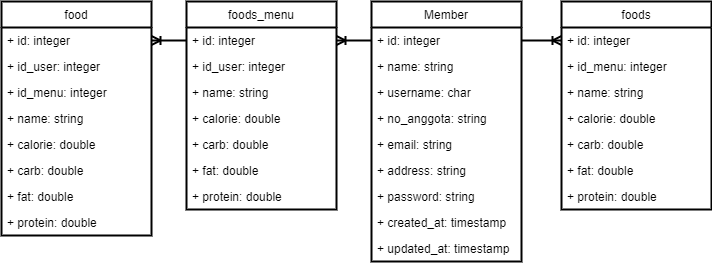 food
+ id: integer
+ id_user: integer
+ id_menu: integer
+ name: string
+ calorie: double
+ carb: double
+ fat: double
+ protein: double
foods_menu
+ id: integer
+ id_user: integer
+ name: string
+ calorie: double
+ carb: double
+ fat: double
+ protein: double
Member
+ id: integer
+ name: string
+ username: char
+ no_anggota: string
+ email: string
+ address: string
+ password: string
+ created_at: timestamp
+ updated_at: timestamp
foods
+ id: integer
+ id_menu: integer
+ name: string
+ calorie: double
+ carb: double
+ fat: double
+ protein: double